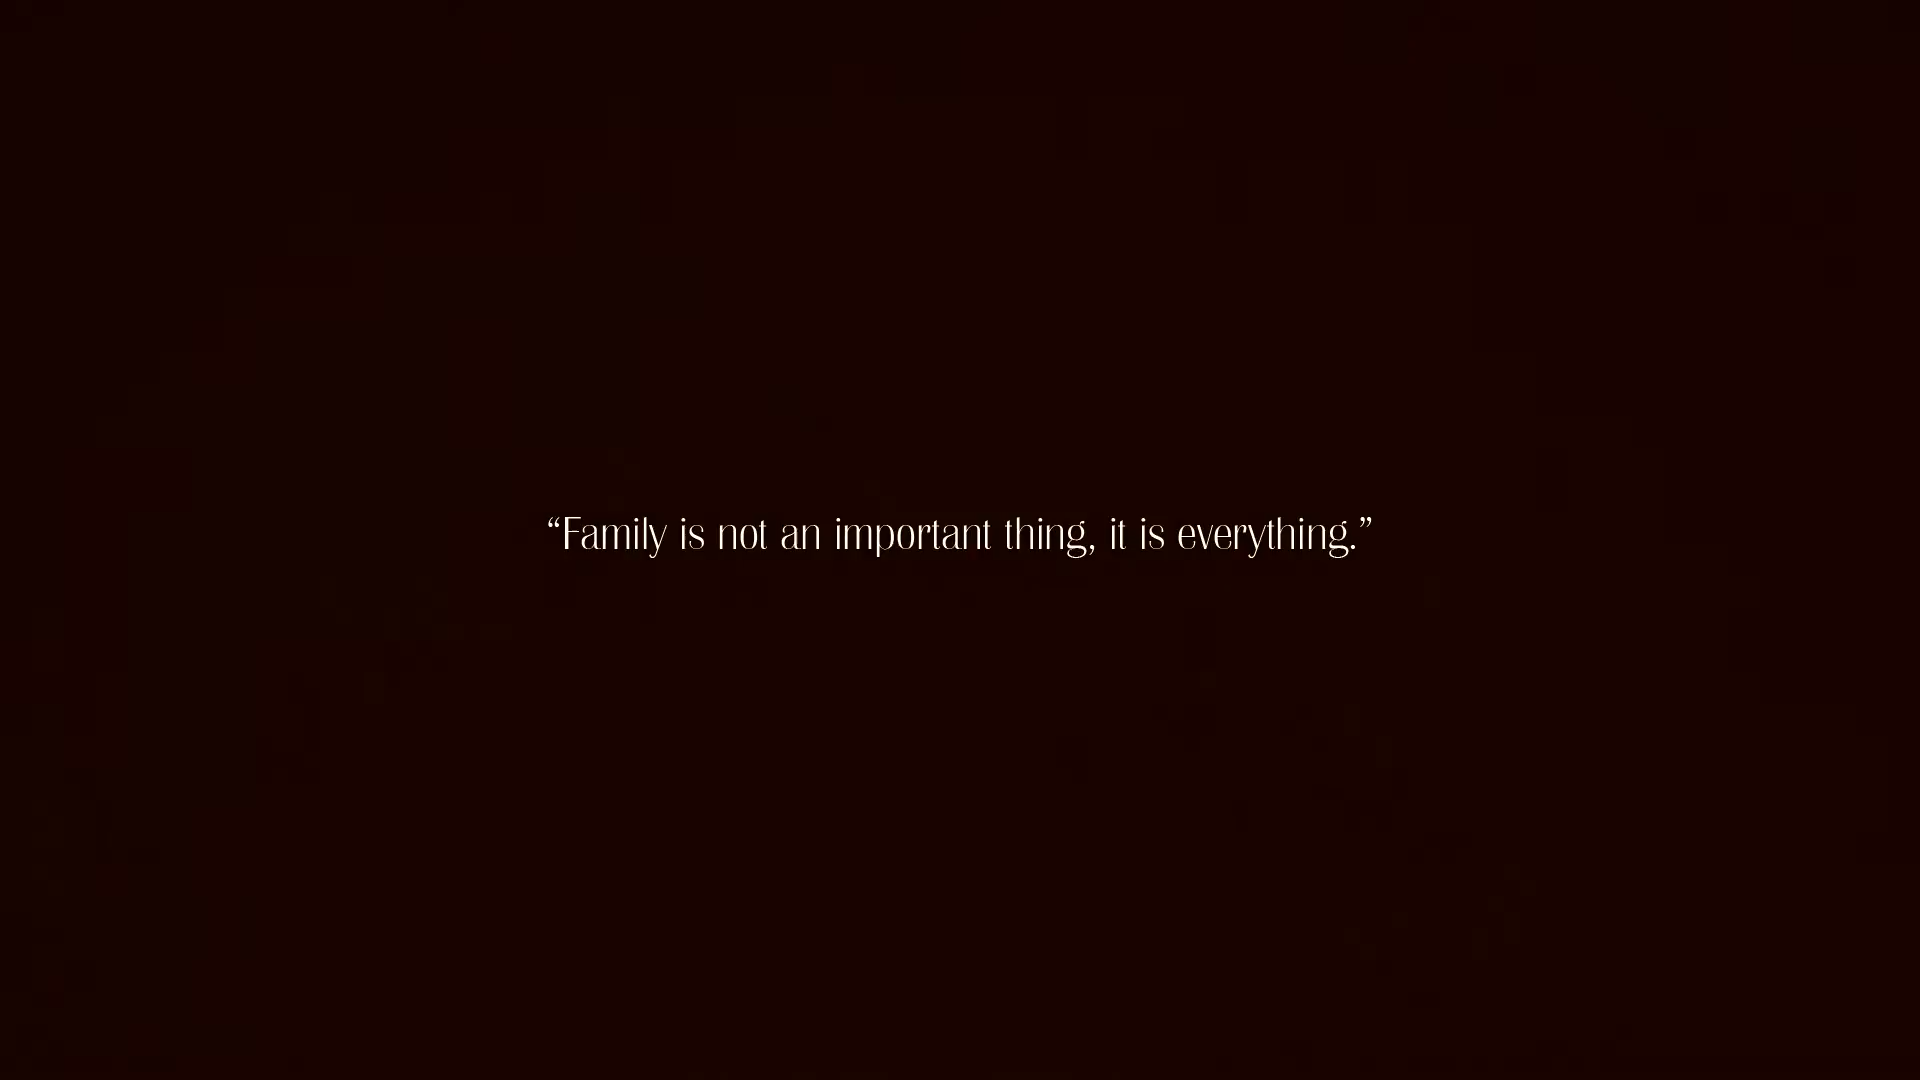 “Family is not an important thing, it is everything.”